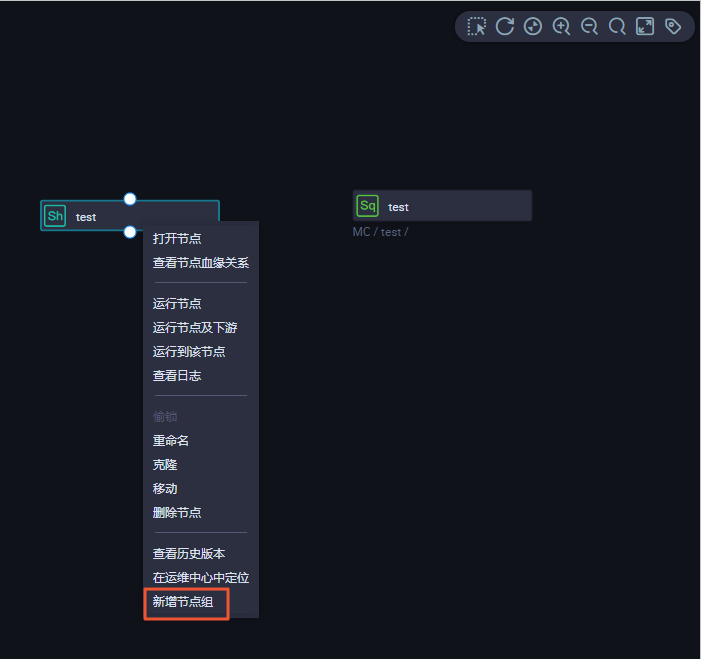 Sh test
Sq test
MC / test /
打开节点
查看节点血缘关系
运行节点
运行节点及下游
运行到该节点
查看日志
偷锁
重命名
克隆
移动
删除节点
查看历史版本
在运维中心中定位
新增节点组